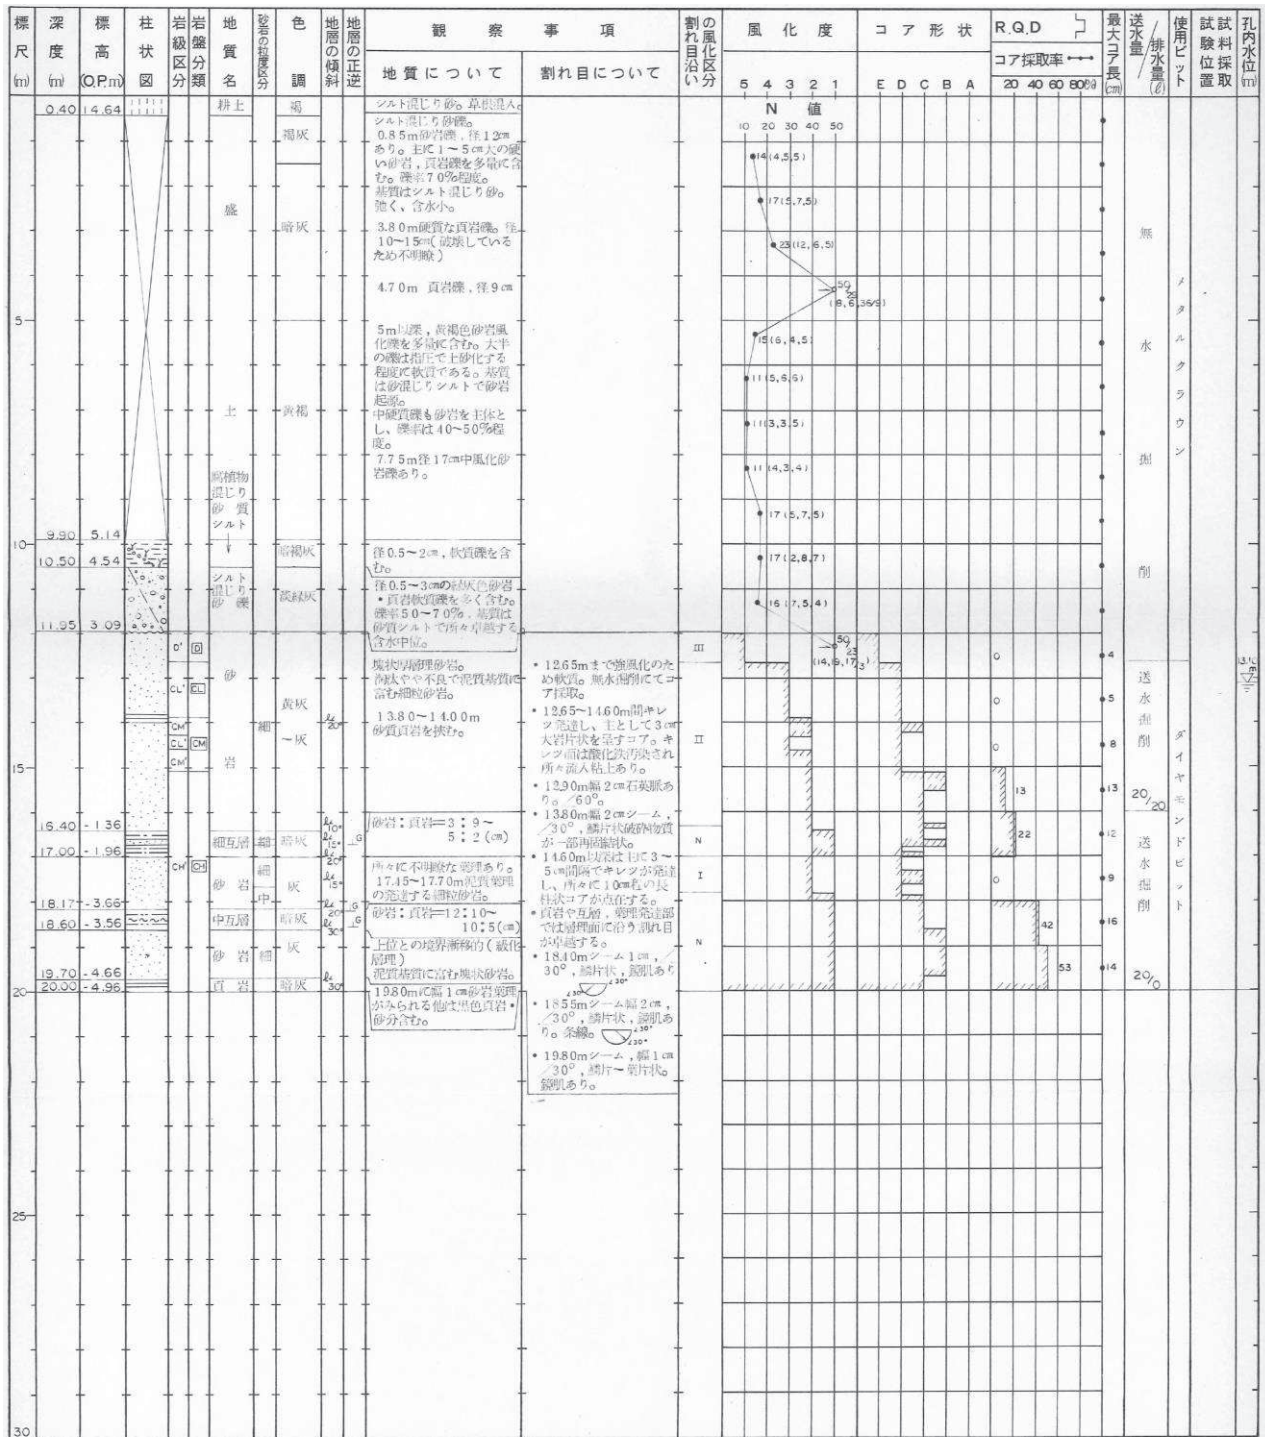 標尺(m)
深度(m)
標高(O.P.m)
柱状図
岩級区分
岩盤分類
地質名
砂岩の粒度区分
色調
地層の傾斜
地層の正逆
観察事項
地質について
割れ目について
割れ目沿いの風化区分
風化度
5 4 3 2 1
コア形状
E D C B A
R.Q.D
コア採取率
20 40 60 80%
最大コア長(cm)
送水量/排水量(ℓ)
使用ビット
試験位置
試料採取
孔内水位(m)
N 値
10 20 30 40 50
0.40 14.64
耕土
褐
シルト混じり砂。草根混入。
盛
土
褐灰
暗灰
黄褐
シルト混じり砂礫。
0.85m砂岩礫,径12cm
あり。主に1~5cm大の硬
い砂岩,頁岩礫を多量に含
む。礫率70%程度。
基質はシルト混じり砂。
弛く、含水小。
3.80m硬質な頁岩礫。径
10~15cm(破壊している
ため不明瞭)
4.70m 頁岩礫,径9cm
5m以深,黄褐色砂岩風
化礫を多量に含む。大半
の礫は指圧で土砂化する
程度に軟質である。基質
は砂混じりシルトで砂岩
起源。
中硬質礫も砂岩を主体と
し、礫率は40~50%程
度。
7.75m径17cm中風化砂
岩礫あり。
14(4,5,5)
17(5,7,5)
23(12,6,5)
50/29
(8,6,36/9)
15(6,4,5)
11(5,6,6)
11(3,3,5)
11(4,3,4)
17(5,7,5)
17(2,8,7)
16(7,5,4)
50/23
(14,19,17/3)
無
水
掘
削
メタルクラウン
5
9.90 5.14
腐植物
混じり
砂質
シルト
10
10.50 4.54
暗褐灰
径0.5~2cm,軟質礫を含
む。
シルト
混じり
砂礫
淡緑灰
径0.5~3cmの緑灰色砂岩
・頁岩軟質礫を多く含む。
礫率50~70%,基質は
砂質シルトで所々卓越する
含水中位。
11.95 3.09
砂
岩
黄灰
~灰
細
D' D
CL' CL
CM'
CL' CM
CM'
20°
塊状厚層理砂岩。
淘汰やや不良で泥質基質に
富む細粒砂岩。
13.80~14.00m
砂質頁岩を挟む。
・12.65mまで強風化のた
め軟質。無水掘削にてコ
ア採取。
・12.65~14.60m間キレ
ツ発達し、主として3cm
大岩片状を呈すコア。キ
レツ面は酸化鉄汚染され
所々流入粘土あり。
・12.90m幅2cm石英脈あ
り。/60°。
・13.80m幅2cmシーム,
/30°,鱗片状破砕物質
が一部再固結状。
・14.60m以深は主に3~
5cm間隔でキレツが発達
し、所々に10cm程の長
柱状コアが点在する。
・頁岩や互層,葉理発達部
では層理面に沿う割れ目
が卓越する。
・18.40mシーム1cm,/
30°,鱗片状,鏡肌あり
∠30° ∠30°
・18.55mシーム幅2cm,
/30°,鱗片状,鏡肌あ
り。条線。
∠30°
∠30°
・19.80mシーム,幅1cm
/30°,鱗片~葉片状。
鏡肌あり。
III
II
N
I
N
15
16.40 -1.36
細互層
細
暗灰
10°
15°
G
砂岩:頁岩=3:9~
5:2(cm)
17.00 -1.96
CH' CH
砂岩
細
中
灰
20°
15°
所々に不明瞭な葉理あり。
17.45~17.70m泥質葉理
の発達する細粒砂岩。
18.17 -3.66
中互層
暗灰
20°
30°
G
砂岩:頁岩=12:10~
10:5(cm)
18.60 -3.56
砂岩
細
灰
上位との境界漸移的(級化
層理)
泥質基質に富む塊状砂岩。
19.70 -4.66
頁岩
暗灰
30°
20.00 -4.96
19.80mに幅1cm砂岩葉理
がみられる他は黒色頁岩・
砂分含む。
0
0
0
13
22
0
42
53
4
5
8
13
12
9
16
14
送水掘削
20/20
送水掘削
20/0
ダイヤモンドビット
13.10
20
25
30